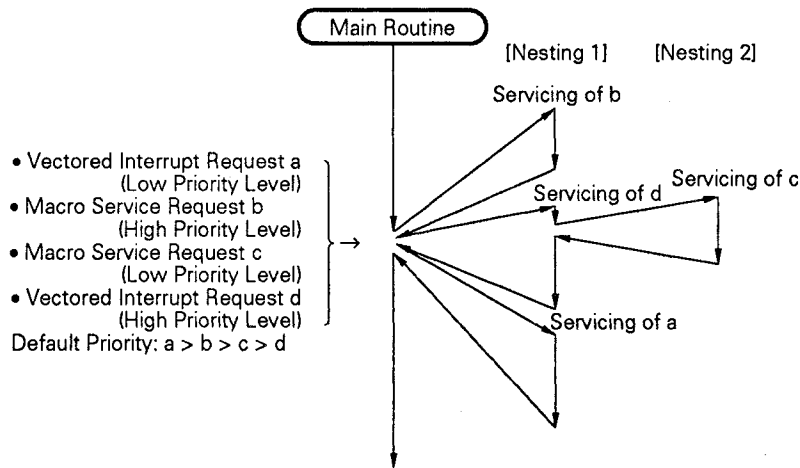 Main Routine
[Nesting 1] [Nesting 2]
Servicing of b
• Vectored Interrupt Request a
(Low Priority Level)
• Macro Service Request b
(High Priority Level)
• Macro Service Request c
(Low Priority Level)
• Vectored Interrupt Request d
(High Priority Level)
Default Priority: a > b > c > d
Servicing of d
Servicing of c
Servicing of a